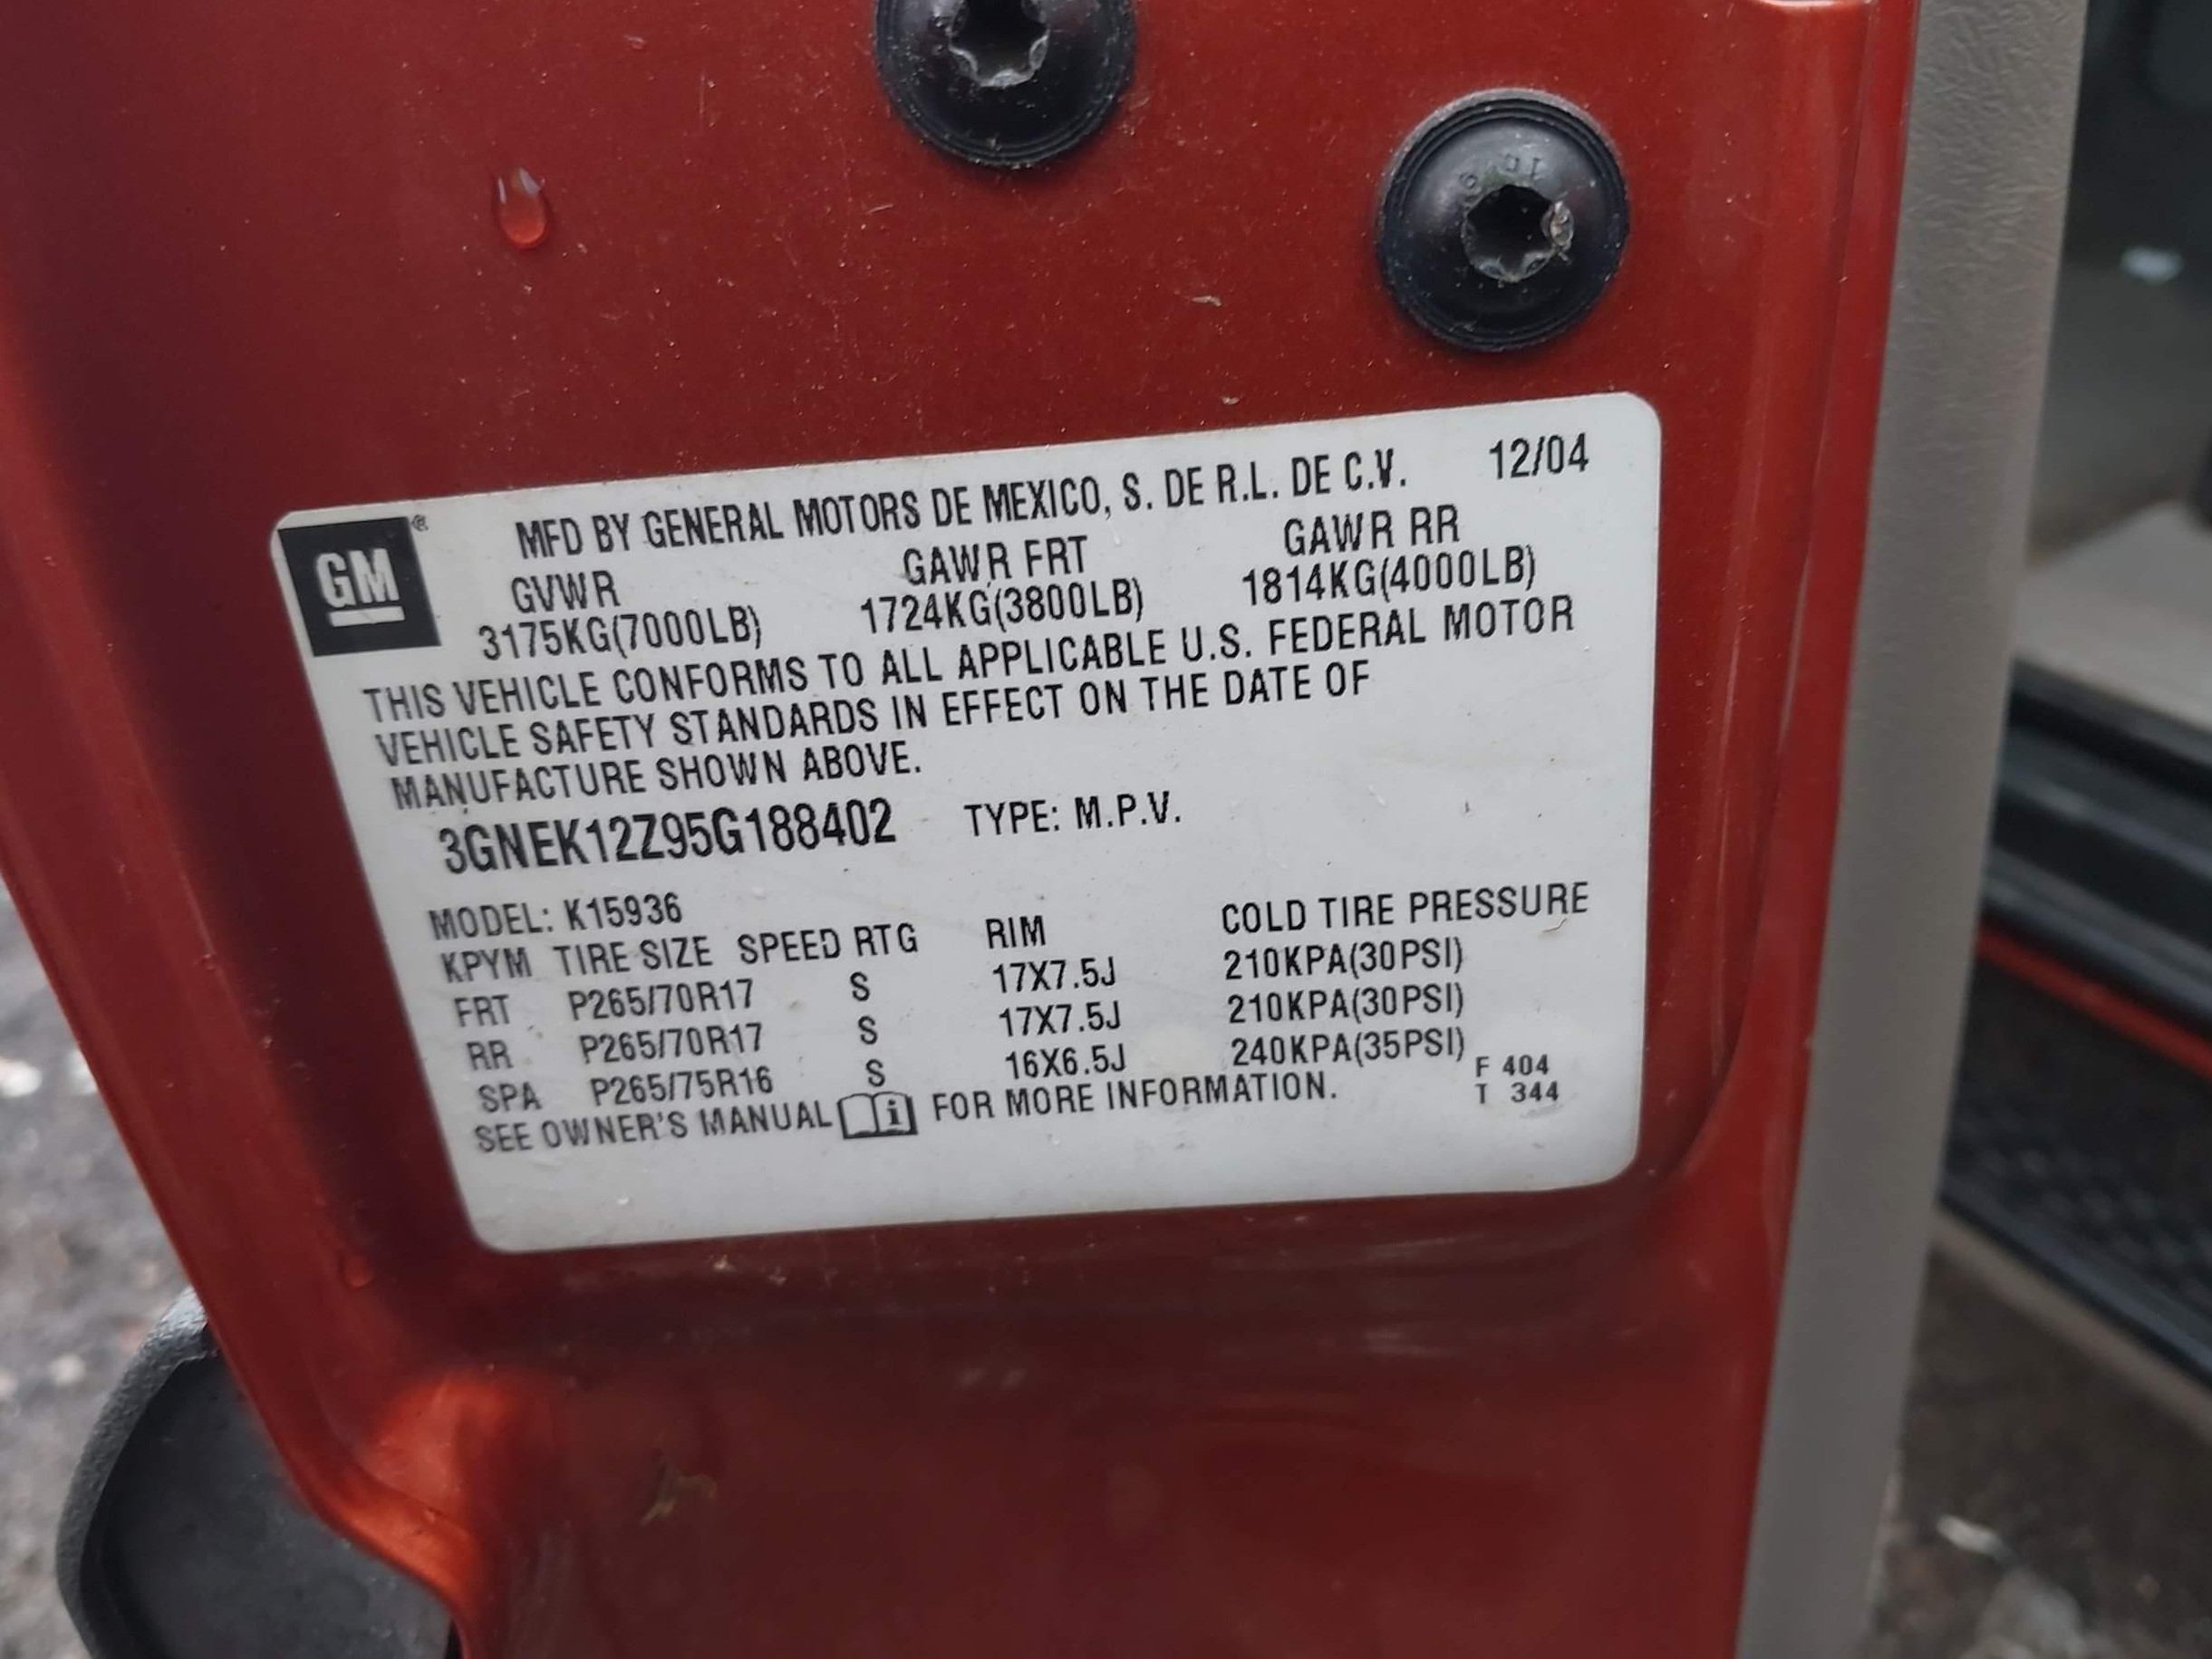 10.9
GM ®
MFD BY GENERAL MOTORS DE MEXICO, S. DE R.L. DE C.V. 12/04
GVWR GAWR FRT GAWR RR
3175KG(7000LB) 1724KG(3800LB) 1814KG(4000LB)
THIS VEHICLE CONFORMS TO ALL APPLICABLE U.S. FEDERAL MOTOR
VEHICLE SAFETY STANDARDS IN EFFECT ON THE DATE OF
MANUFACTURE SHOWN ABOVE.
3GNEK12Z95G188402 TYPE: M.P.V.
MODEL: K15936
KPYM TIRE SIZE SPEED RTG RIM COLD TIRE PRESSURE
FRT P265/70R17 S 17X7.5J 210KPA(30PSI)
RR P265/70R17 S 17X7.5J 210KPA(30PSI)
SPA P265/75R16 S 16X6.5J 240KPA(35PSI)
F 404
T 344
SEE OWNER'S MANUAL i FOR MORE INFORMATION.